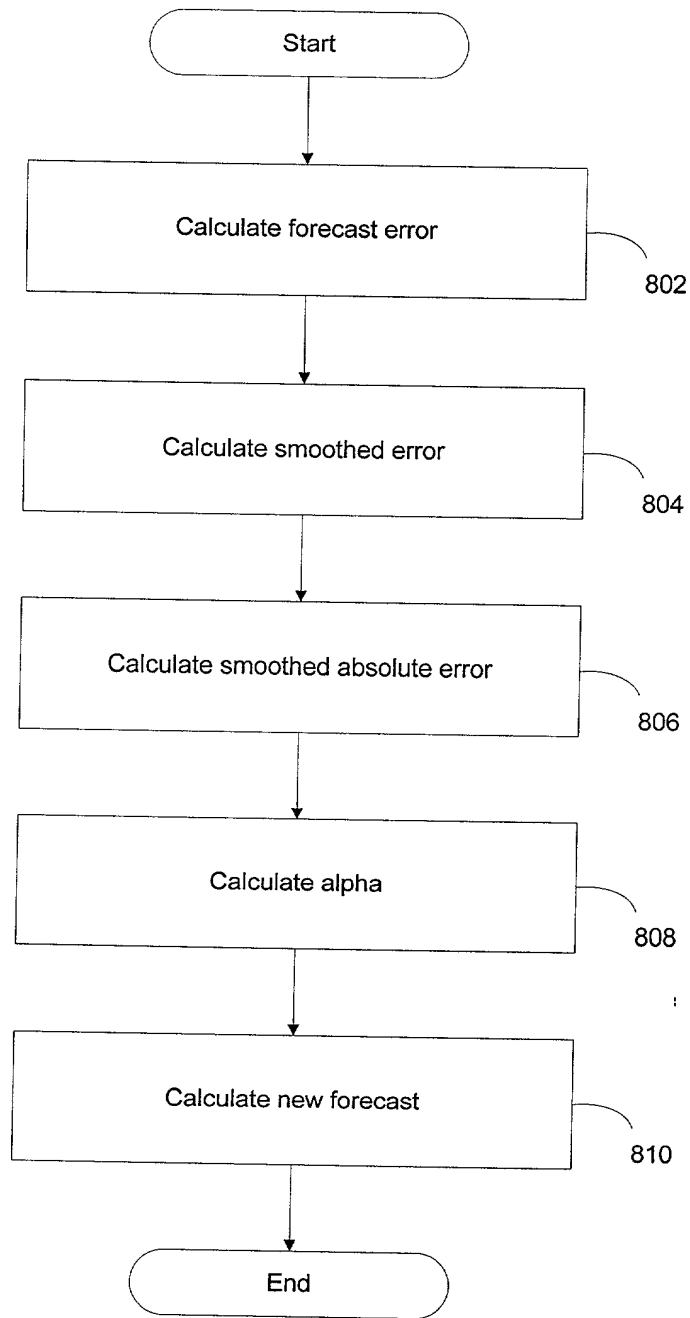 Start
Calculate forecast error
802
Calculate smoothed error
804
Calculate smoothed absolute error
806
Calculate alpha
808
Calculate new forecast
810
End